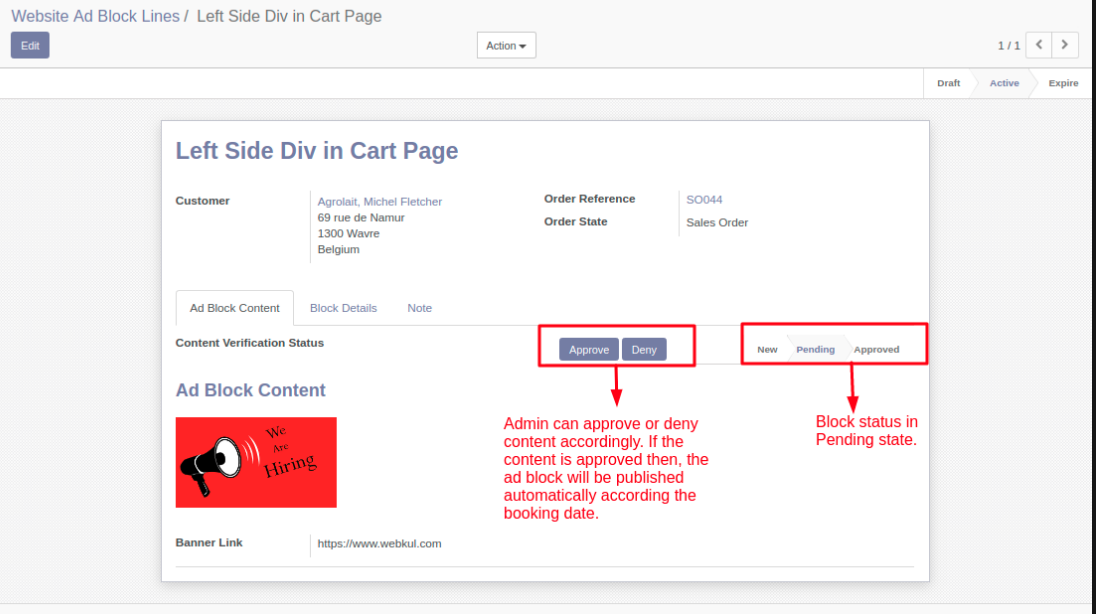 Website Ad Block Lines / Left Side Div in Cart Page
Edit
Action
1 / 1
Draft
Active
Expire
Left Side Div in Cart Page
Customer
Agrolait, Michel Fletcher
69 rue de Namur
1300 Wavre
Belgium
Order Reference
SO044
Order State
Sales Order
Ad Block Content
Block Details
Note
Content Verification Status
Approve
Deny
New
Pending
Approved
Ad Block Content
We
Are
Hiring
Admin can approve or deny
content accordingly. If the
content is approved then, the
ad block will be published
automatically according the
booking date.
Block status in
Pending state.
Banner Link
https://www.webkul.com